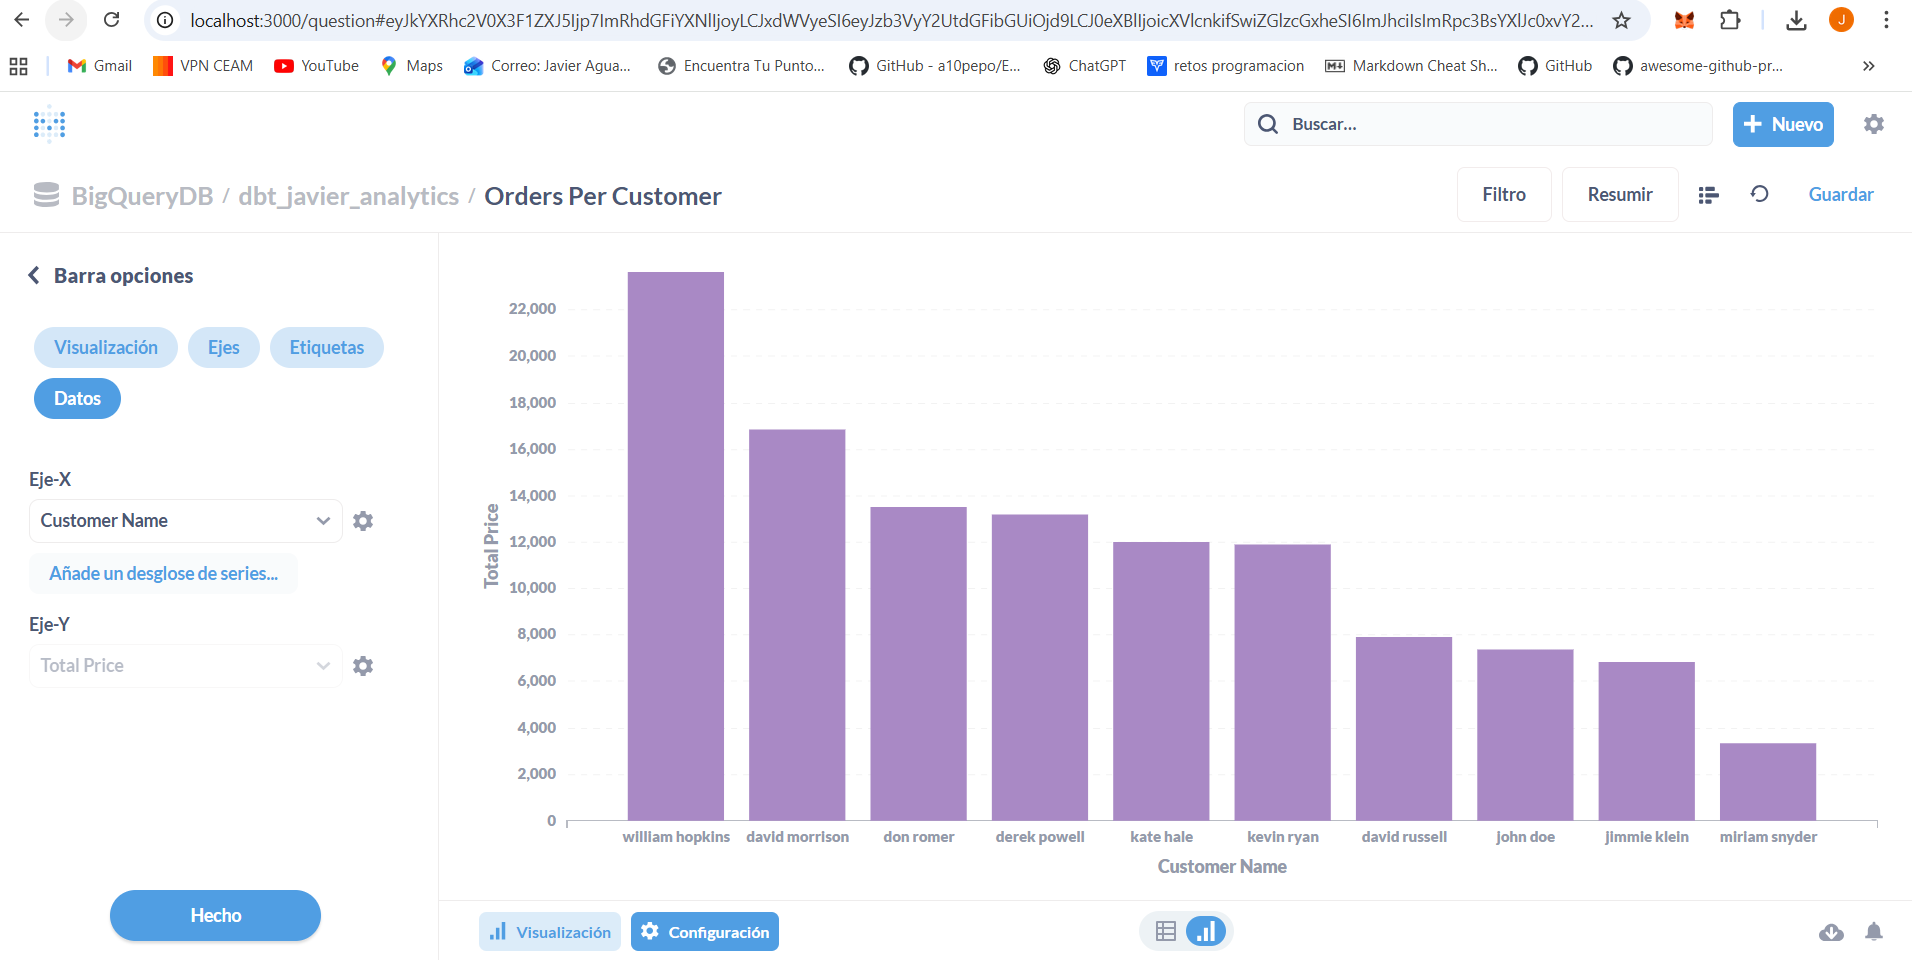 localhost:3000/question#eyJkYXRhc2V0X3F1ZXJ5Ijp7ImRhdGFiYXNlIjoyLCJxdWVyeSI6eyJzb3VyY2UtdGFibGUiOjd9LCJ0eXBlIjoicXVlcnkifSwiZGlzcGxheSI6ImJhciIsImRpc3BsYXlJc0xvY2...
J
Gmail VPN CEAM YouTube Maps Correo: Javier Agua... Encuentra Tu Punto... GitHub - a10pepo/E... ChatGPT retos programacion Markdown Cheat Sh... GitHub awesome-github-pr...
Buscar...
+ Nuevo
BigQueryDB / dbt_javier_analytics / Orders Per Customer
Filtro Resumir Guardar
Barra opciones
Visualización Ejes Etiquetas
Datos
Eje-X
Customer Name
Añade un desglose de series...
Eje-Y
Total Price
Hecho
Total Price
22,000
20,000
18,000
16,000
14,000
12,000
10,000
8,000
6,000
4,000
2,000
0
william hopkins david morrison don romer derek powell kate hale kevin ryan david russell john doe jimmie klein miriam snyder
Customer Name
Visualización Configuración